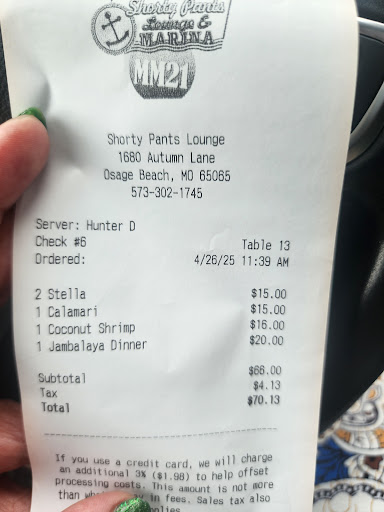 Shorty Pants
Lounge &
MARINA
MM21
Shorty Pants Lounge
1680 Autumn Lane
Osage Beach, MO 65065
573-302-1745
Server: Hunter D
Check #6 Table 13
Ordered: 4/26/25 11:39 AM
2 Stella $15.00
1 Calamari $15.00
1 Coconut Shrimp $16.00
1 Jambalaya Dinner $20.00
Subtotal $66.00
Tax $4.13
Total $70.13
If you use a credit card, we will charge
an additional 3% ($1.98) to help offset
processing costs. This amount is not more
than in fees. Sales tax also